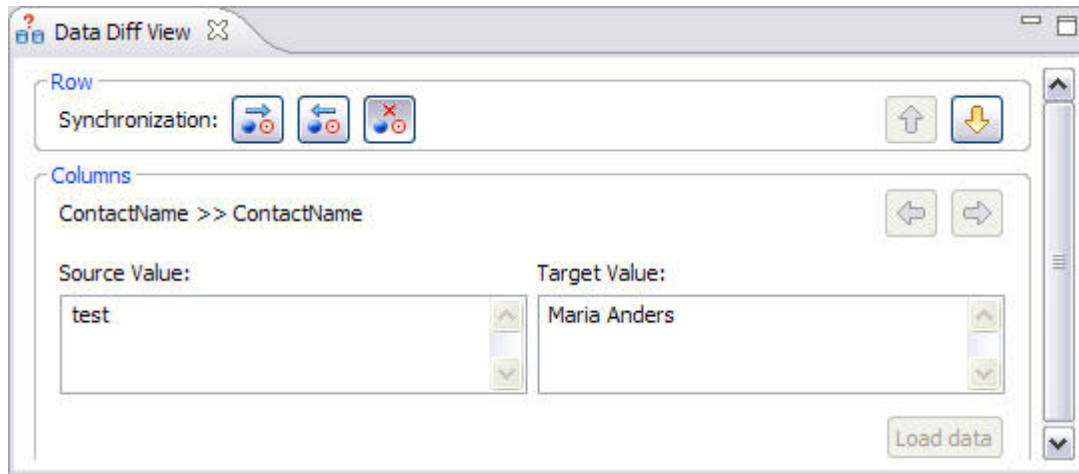 Data Diff View
Row
Synchronization:
Columns
ContactName >> ContactName
Source Value:
Target Value:
test
Maria Anders
Load data